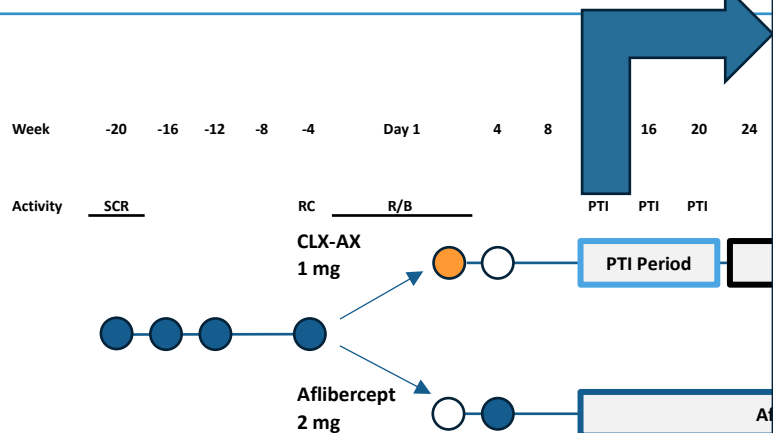 Week -20 -16 -12 -8 -4 Day 1 4 8 16 20 24
Activity SCR RC R/B PTI PTI PTI
CLX-AX
1 mg
PTI Period
Aflibercept
2 mg